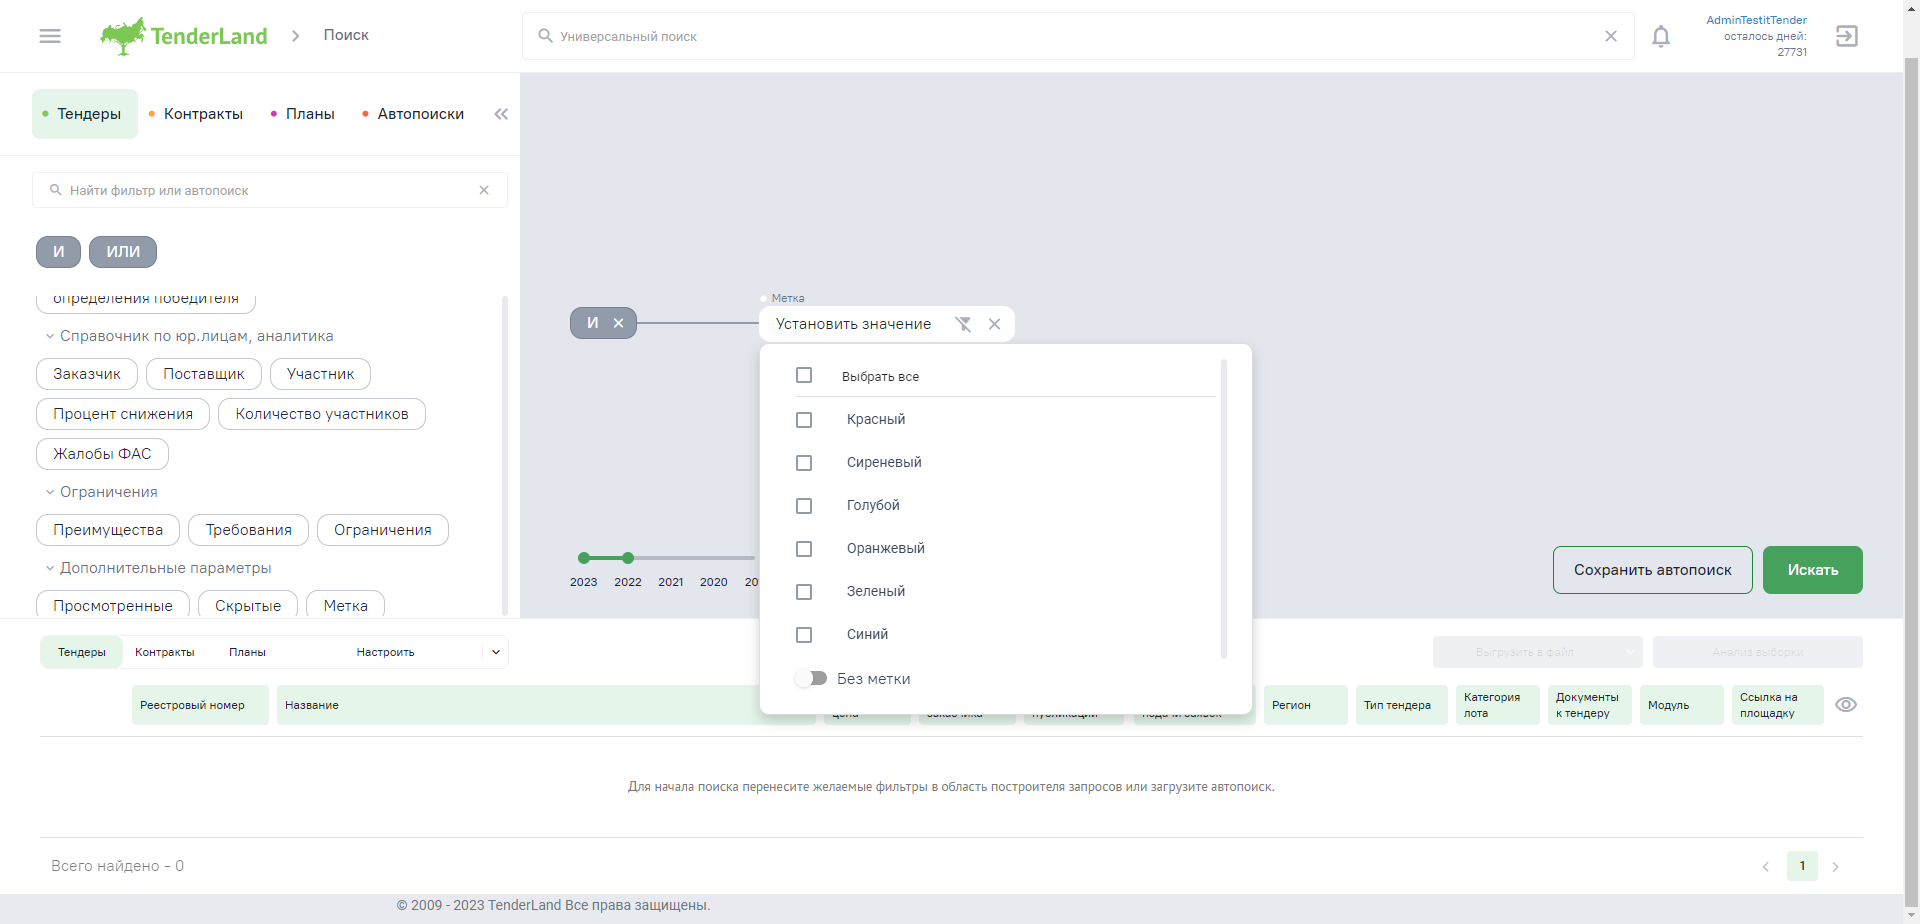 TenderLand
Поиск
Универсальный поиск
AdminTestitTender
осталось дней:
27731
Тендеры
Контракты
Планы
Автопоиски
Найти фильтр или автопоиск
И
ИЛИ
определения победителя
Справочник по юр.лицам, аналитика
Заказчик
Поставщик
Участник
Процент снижения
Количество участников
Жалобы ФАС
Ограничения
Преимущества
Требования
Ограничения
Дополнительные параметры
Просмотренные
Скрытые
Метка
И
Метка
Установить значение
Выбрать все
Красный
Сиреневый
Голубой
Оранжевый
Зеленый
Синий
Без метки
2023
2022
2021
2020
Сохранить автопоиск
Искать
Тендеры
Контракты
Планы
Настроить
Выгрузить в файл
Анализ выборки
Реестровый номер
Название
цена
заказчика
публикации
подачи заявок
Регион
Тип тендера
Категория
лота
Документы
к тендеру
Модуль
Ссылка на
площадку
Для начала поиска перенесите желаемые фильтры в область построителя запросов или загрузите автопоиск.
Всего найдено - 0
1
© 2009 - 2023 TenderLand Все права защищены.